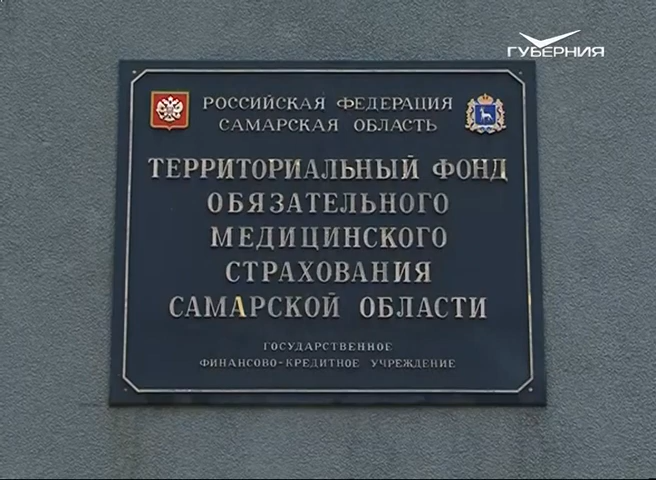 ГУБЕРНИЯ
РОССИЙСКАЯ ФЕДЕРАЦИЯ
САМАРСКАЯ ОБЛАСТЬ
ТЕРРИТОРИАЛЬНЫЙ ФОНД
ОБЯЗАТЕЛЬНОГО
МЕДИЦИНСКОГО
СТРАХОВАНИЯ
САМАРСКОЙ ОБЛАСТИ
ГОСУДАРСТВЕННОЕ
ФИНАНСОВО-КРЕДИТНОЕ УЧРЕЖДЕНИЕ